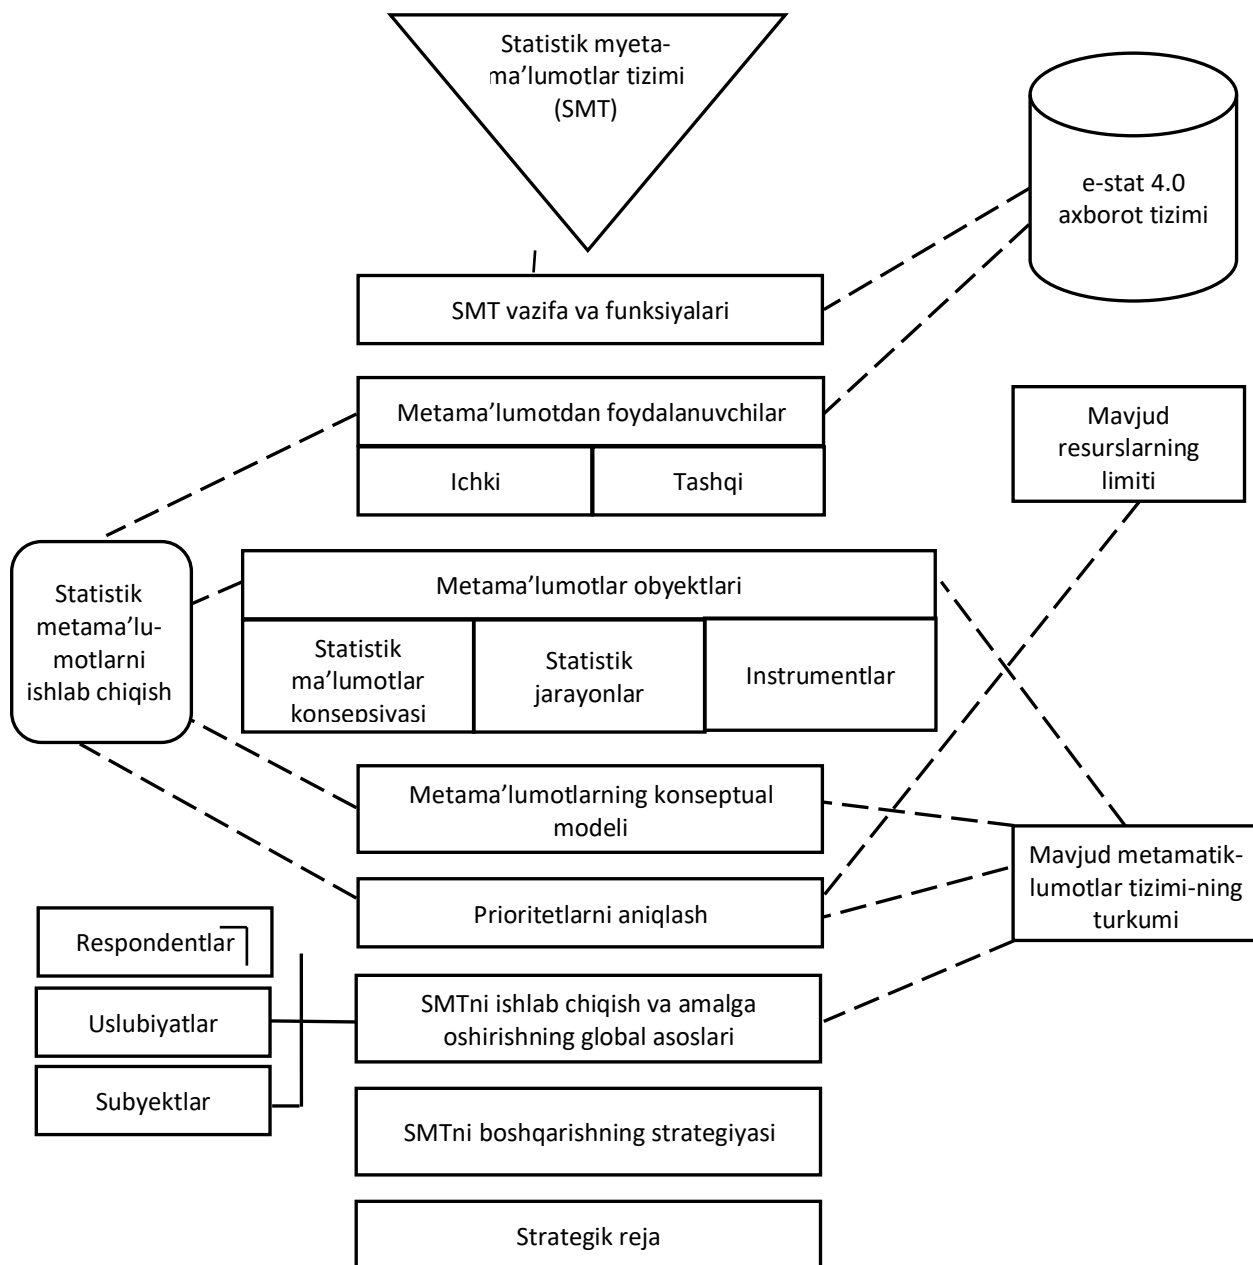 Statistik myeta-
ma’lumotlar tizimi
(SMT)
e-stat 4.0
axborot tizimi
SMT vazifa va funksiyalari
Metama’lumotdan foydalanuvchilar
Ichki
Tashqi
Mavjud
resurslarning
limiti
Statistik
metama’lu-
motlarni
ishlab chiqish
Metama’lumotlar obyektlari
Statistik
ma’lumotlar
konsepsivasi
Statistik
jarayonlar
Instrumentlar
Metama’lumotlarning konseptual
modeli
Mavjud metamatik-
lumotlar tizimi-ning
turkumi
Prioritetlarni aniqlash
Respondentlar
Uslubiyatlar
Subyektlar
SMTni ishlab chiqish va amalga
oshirishning global asoslari
SMTni boshqarishning strategiyasi
Strategik reja